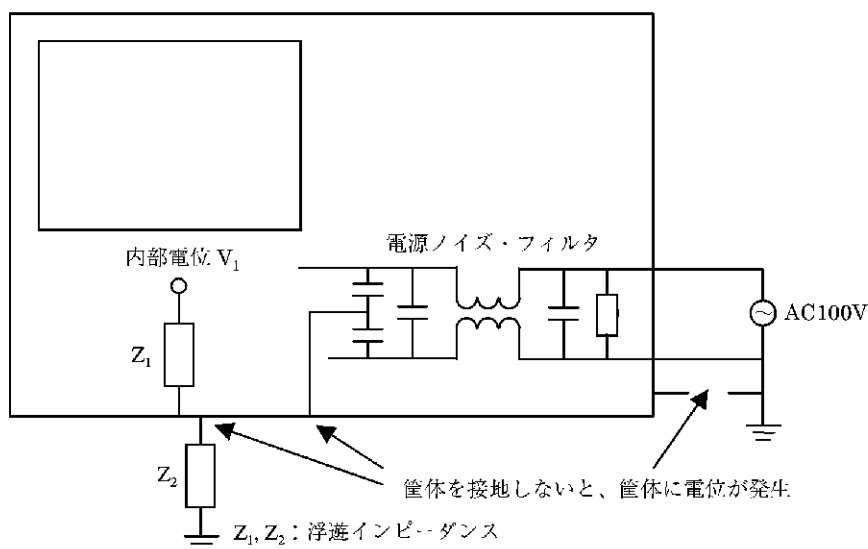 内部電位 V₁
電源ノイズ・フィルタ
AC100V
Z₁
Z₂
筐体を接地しないと、筐体に電位が発生
Z₁, Z₂：浮遊インピーダンス